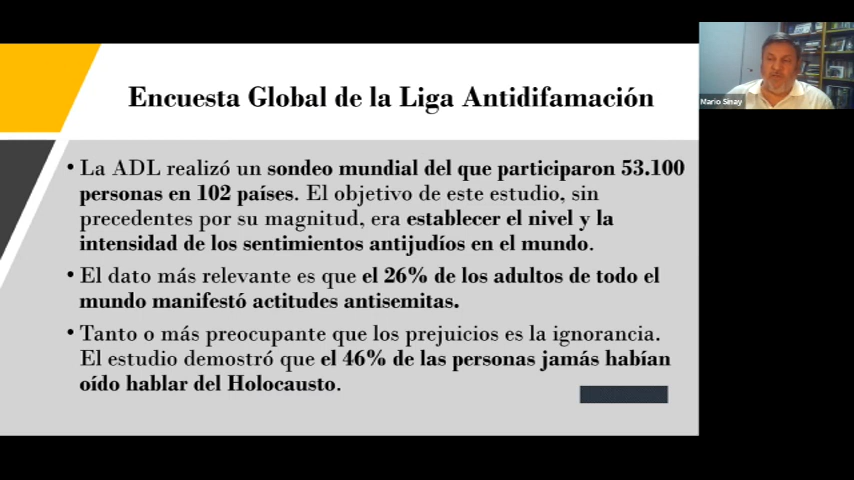 Encuesta Global de la Liga Antidifamación
• La ADL realizó un sondeo mundial del que participaron 53.100
personas en 102 países. El objetivo de este estudio, sin
precedentes por su magnitud, era establecer el nivel y la
intensidad de los sentimientos antijudíos en el mundo.
• El dato más relevante es que el 26% de los adultos de todo el
mundo manifestó actitudes antisemitas.
• Tanto o más preocupante que los prejuicios es la ignorancia.
El estudio demostró que el 46% de las personas jamás habían
oído hablar del Holocausto.
Mario Sinay